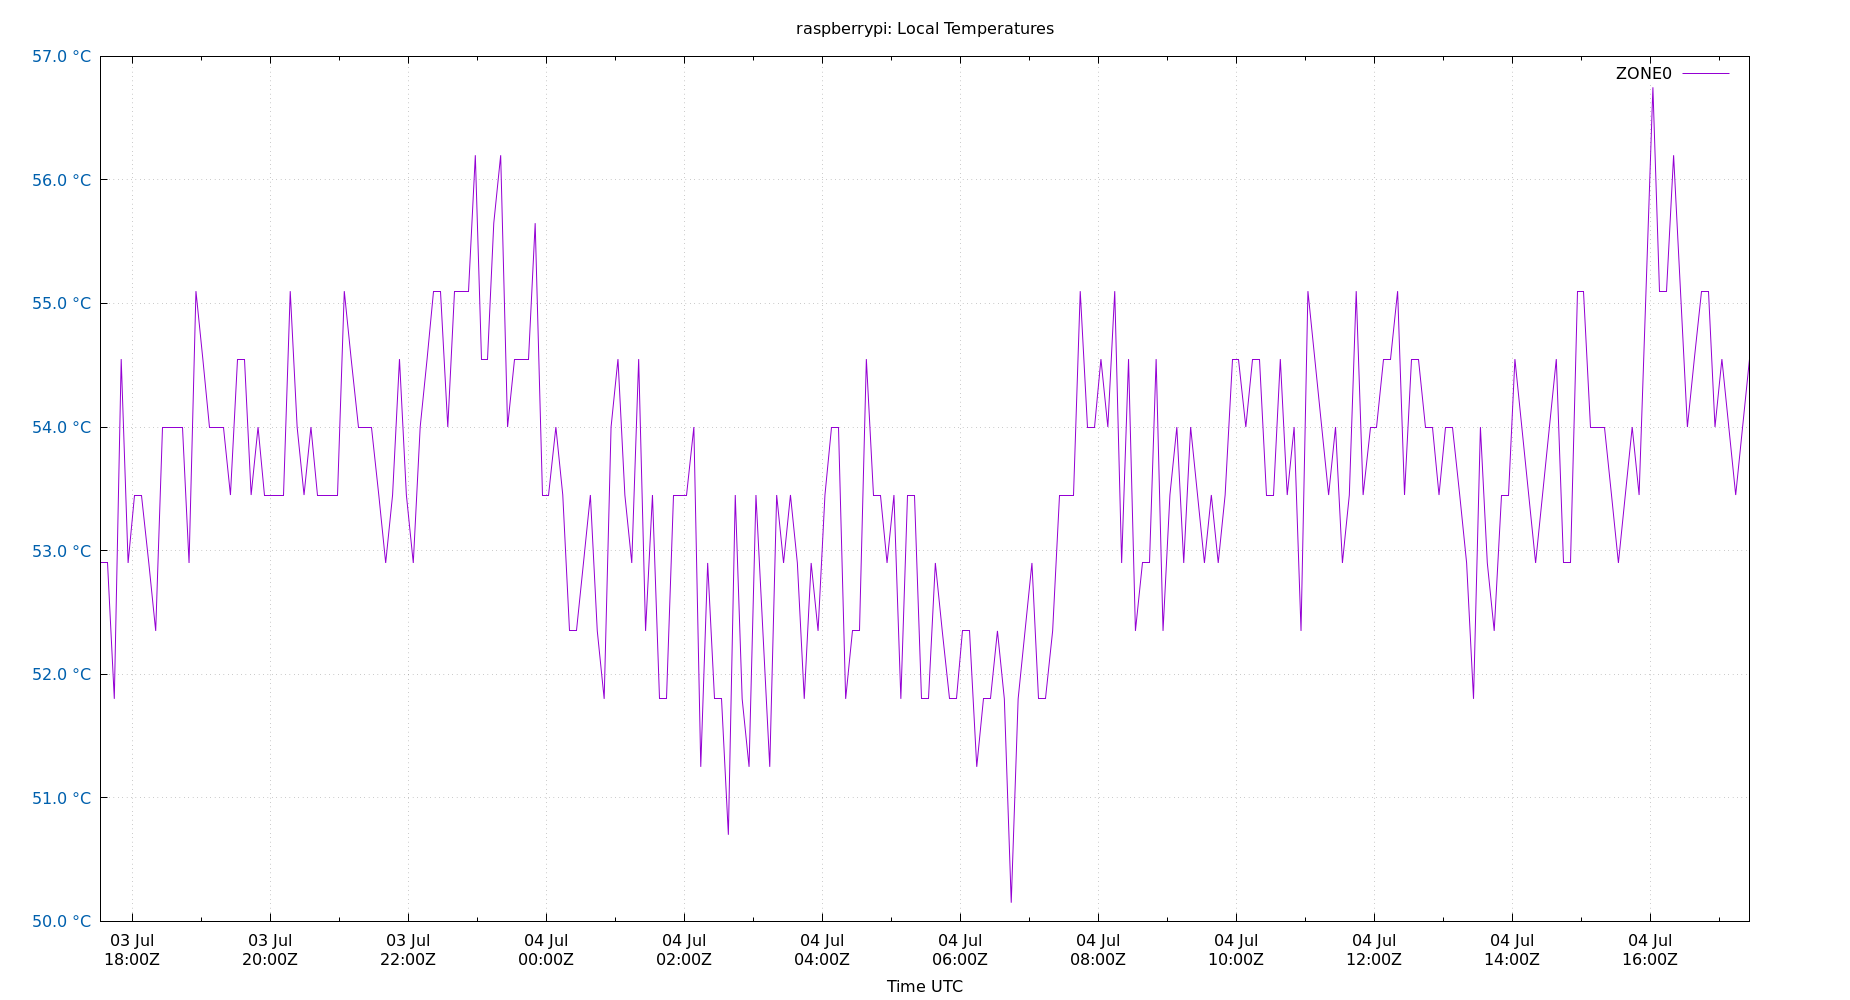 raspberrypi: Local Temperatures
57.0 °C
56.0 °C
55.0 °C
54.0 °C
53.0 °C
52.0 °C
51.0 °C
50.0 °C
ZONE0
03 Jul 03 Jul 03 Jul 04 Jul 04 Jul 04 Jul 04 Jul 04 Jul 04 Jul 04 Jul 04 Jul 04 Jul
18:00Z 20:00Z 22:00Z 00:00Z 02:00Z 04:00Z 06:00Z 08:00Z 10:00Z 12:00Z 14:00Z 16:00Z
Time UTC